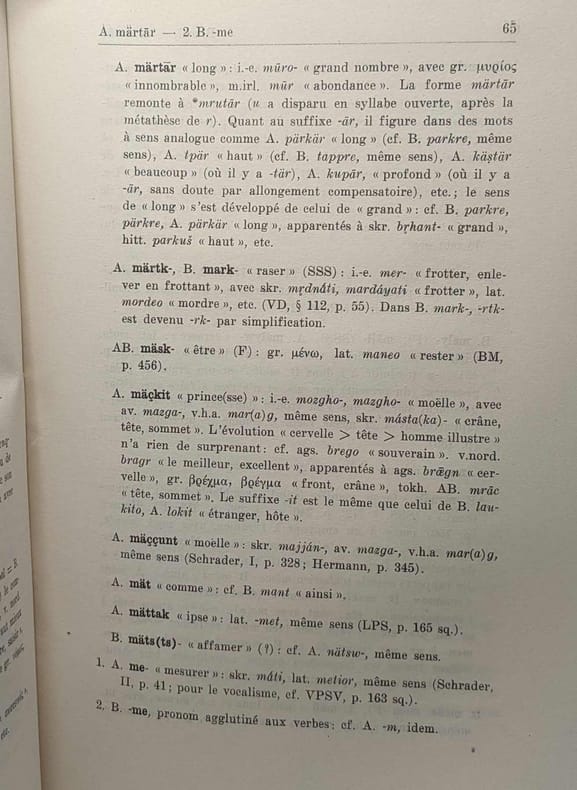 A. märtār — 2. B. -me 65
A. märtār « long » : i.-e. mūro- « grand nombre », avec gr. μυρίος
« innombrable », m.irl. mūr « abondance ». La forme märtār
remonte à *mrutār (u a disparu en syllabe ouverte, après la
métathèse de r). Quant au suffixe -ār, il figure dans des mots
à sens analogue comme A. pärkär « long » (cf. B. parkre, même
sens), A. tpär « haut » (cf. B. tappre, même sens), A. käṣtär
« beaucoup » (où il y a -tär), A. kupār, « profond » (où il y a
-ār, sans doute par allongement compensatoire), etc. ; le sens
de « long » s'est développé de celui de « grand » : cf. B. parkre,
pärkre, A. pärkär « long », apparentés à skr. bṛhant- « grand »,
hitt. parkuš « haut », etc.
A. märtk-, B. mark- « raser » (SSS) : i.-e. mer- « frotter, enle-
ver en frottant », avec skr. mṛdnáti, mardáyati « frotter », lat.
mordeo « mordre », etc. (VD, § 112, p. 55). Dans B. mark-, -rtk-
est devenu -rk- par simplification.
AB. mäsk- « être » (F) : gr. μένω, lat. maneo « rester » (BM,
p. 456).
A. mäçkit « prince(sse) » : i.-e. mozgho-, mazgho- « moëlle », avec
av. mazga-, v.h.a. mar(a)g, même sens, skr. másta(ka)- « crâne,
tête, sommet ». L'évolution « cervelle > tête > homme illustre »
n'a rien de surprenant : cf. ags. brego « souverain ». v.nord.
bragr « le meilleur, excellent », apparentés à ags. brægn « cer-
velle », gr. βρέχμα, βρέγμα « front, crâne », tokh. AB. mrāc
« tête, sommet ». Le suffixe -it est le même que celui de B. lau-
kito, A. lokit « étranger, hôte ».
A. mäççunt « moëlle » : skr. majján-, av. mazga-, v.h.a. mar(a)g,
même sens (Schrader, I, p. 328 ; Hermann, p. 345).
A. mät « comme » : cf. B. mant « ainsi ».
A. mättak « ipse » : lat. -met, même sens (LPS, p. 165 sq.).
B. mäts(ts)- « affamer » (?) : cf. A. nätsw-, même sens.
1. A. me- « mesurer » : skr. máti, lat. metior, même sens (Schrader,
II, p. 41 ; pour le vocalisme, cf. VPSV, p. 163 sq.).
2. B. -me, pronom agglutiné aux verbes : cf. A. -m, idem.